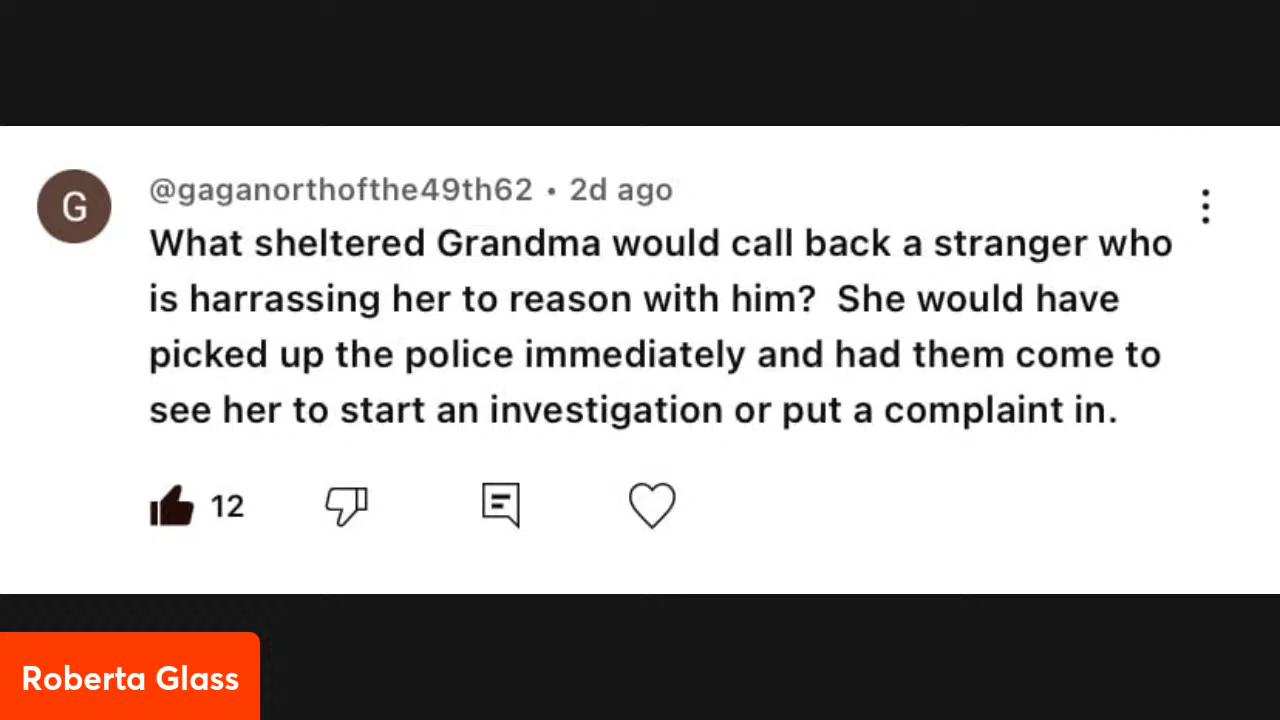 G
@gaganorthofthe49th62 • 2d ago
What sheltered Grandma would call back a stranger who
is harrassing her to reason with him?  She would have
picked up the police immediately and had them come to
see her to start an investigation or put a complaint in.
12
Roberta Glass